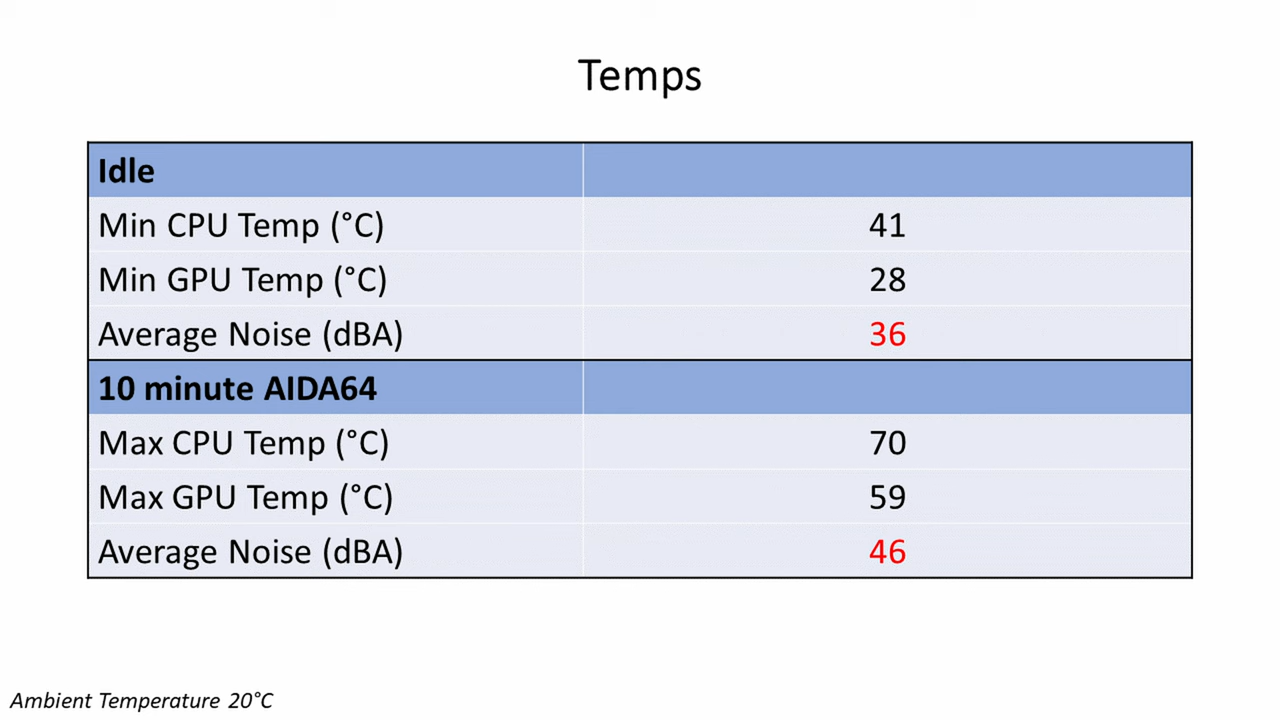 Temps
Idle
Min CPU Temp (°C) 41
Min GPU Temp (°C) 28
Average Noise (dBA) 36
10 minute AIDA64
Max CPU Temp (°C) 70
Max GPU Temp (°C) 59
Average Noise (dBA) 46
Ambient Temperature 20°C